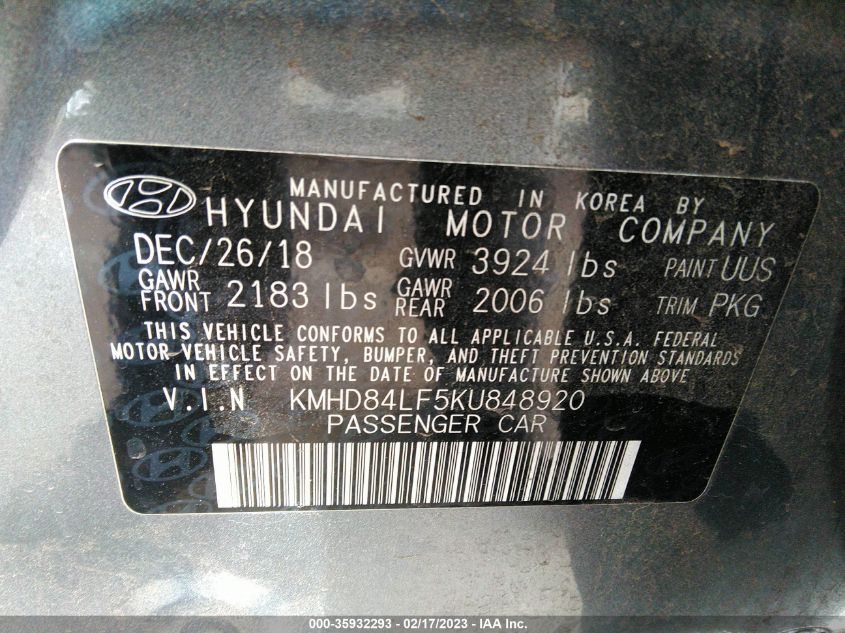 MANUFACTURED IN KOREA BY
HYUNDAI MOTOR COMPANY
DEC/26/18 GVWR 3924 lbs PAINT UUS
GAWR FRONT 2183 lbs GAWR REAR 2006 lbs TRIM PKG
THIS VEHICLE CONFORMS TO ALL APPLICABLE U.S.A. FEDERAL
MOTOR VEHICLE SAFETY, BUMPER, AND THEFT PREVENTION STANDARDS
IN EFFECT ON THE DATE OF MANUFACTURE SHOWN ABOVE
V.I.N KMHD84LF5KU848920
PASSENGER CAR
000-35932293 - 02/17/2023 - IAA Inc.